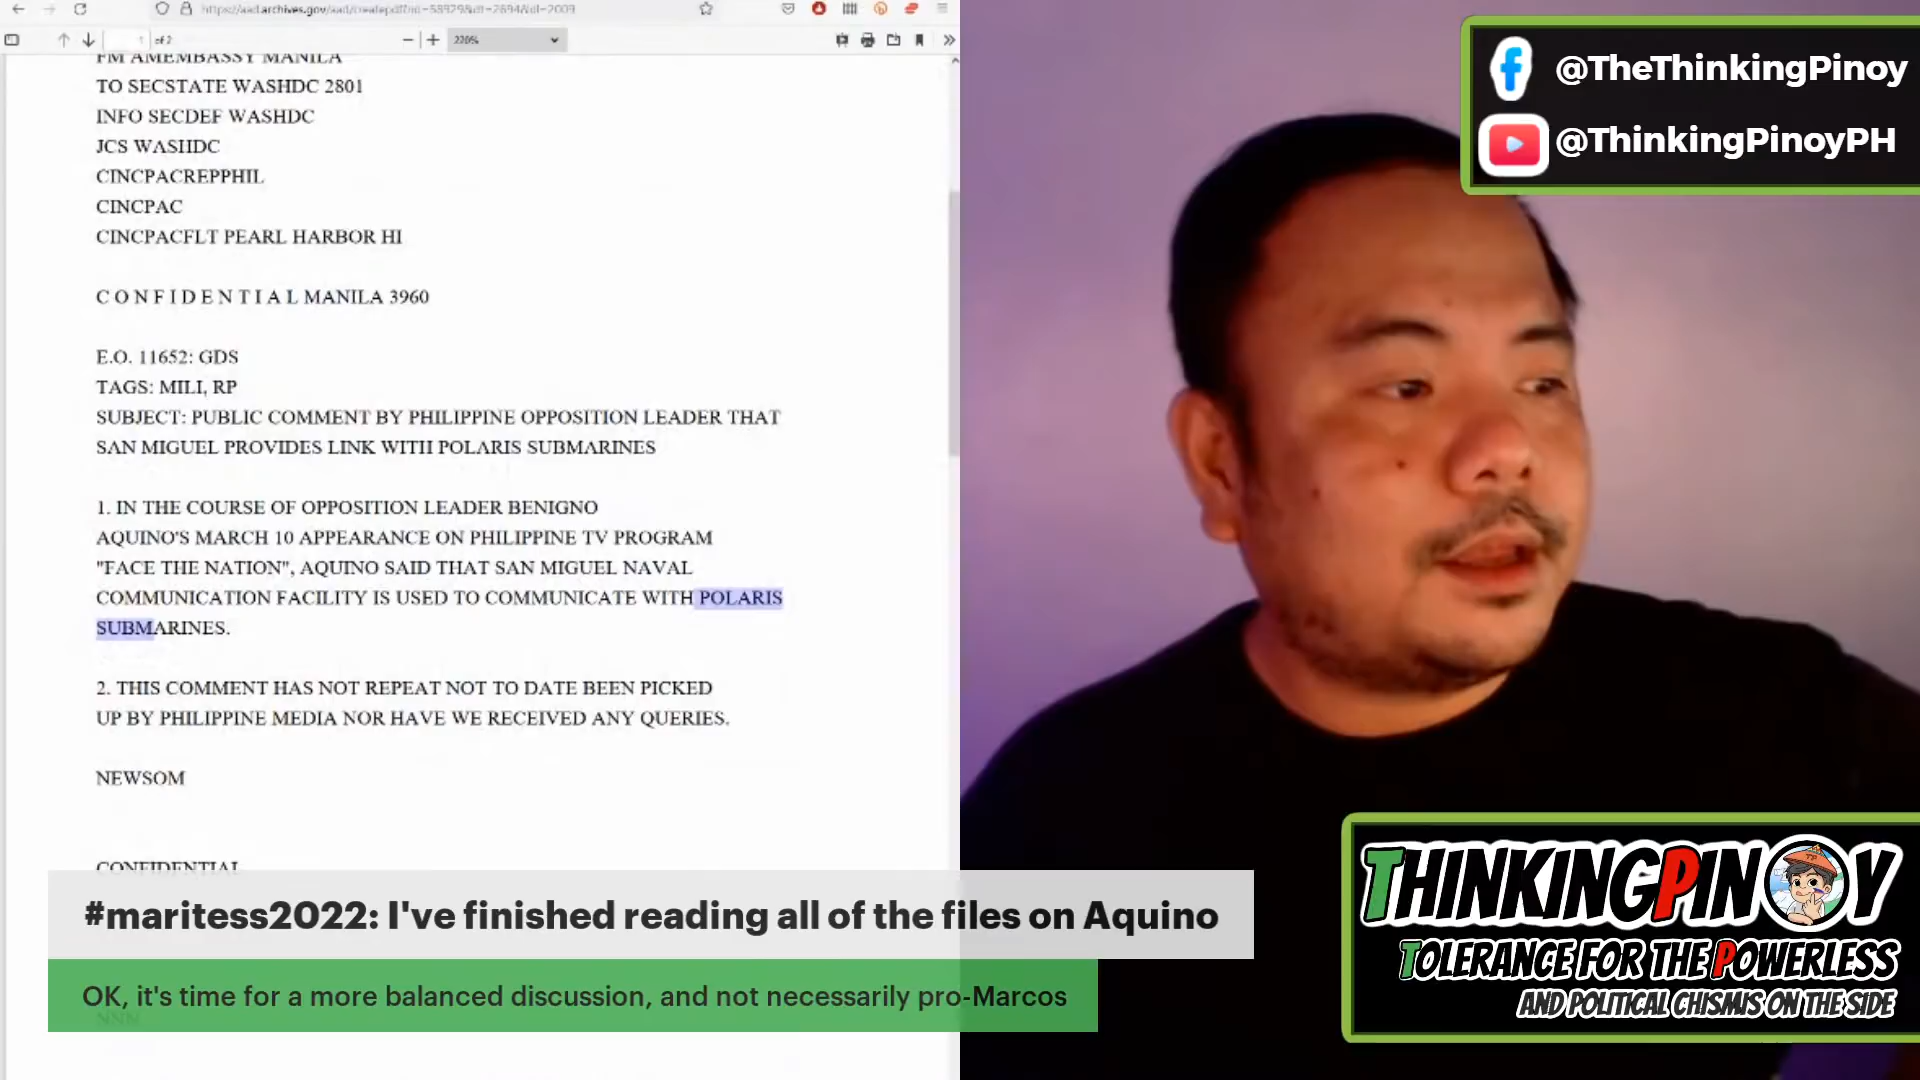 of 2
220%
FM AMEMBASSY MANILA
TO SECSTATE WASHDC 2801
INFO SECDEF WASHDC
JCS WASHDC
CINCPACREPPHIL
CINCPAC
CINCPACFLT PEARL HARBOR HI
C O N F I D E N T I A L MANILA 3960
E.O. 11652: GDS
TAGS: MILI, RP
SUBJECT: PUBLIC COMMENT BY PHILIPPINE OPPOSITION LEADER THAT
SAN MIGUEL PROVIDES LINK WITH POLARIS SUBMARINES
1. IN THE COURSE OF OPPOSITION LEADER BENIGNO
AQUINO'S MARCH 10 APPEARANCE ON PHILIPPINE TV PROGRAM
"FACE THE NATION", AQUINO SAID THAT SAN MIGUEL NAVAL
COMMUNICATION FACILITY IS USED TO COMMUNICATE WITH POLARIS
SUBMARINES.
2. THIS COMMENT HAS NOT REPEAT NOT TO DATE BEEN PICKED
UP BY PHILIPPINE MEDIA NOR HAVE WE RECEIVED ANY QUERIES.
NEWSOM
CONFIDENTIAL
NNN
#maritess2022: I've finished reading all of the files on Aquino
OK, it's time for a more balanced discussion, and not necessarily pro-Marcos
@TheThinkingPinoy
@ThinkingPinoyPH
THINKINGPINOY
TP
TOLERANCE FOR THE POWERLESS
AND POLITICAL CHISMIS ON THE SIDE